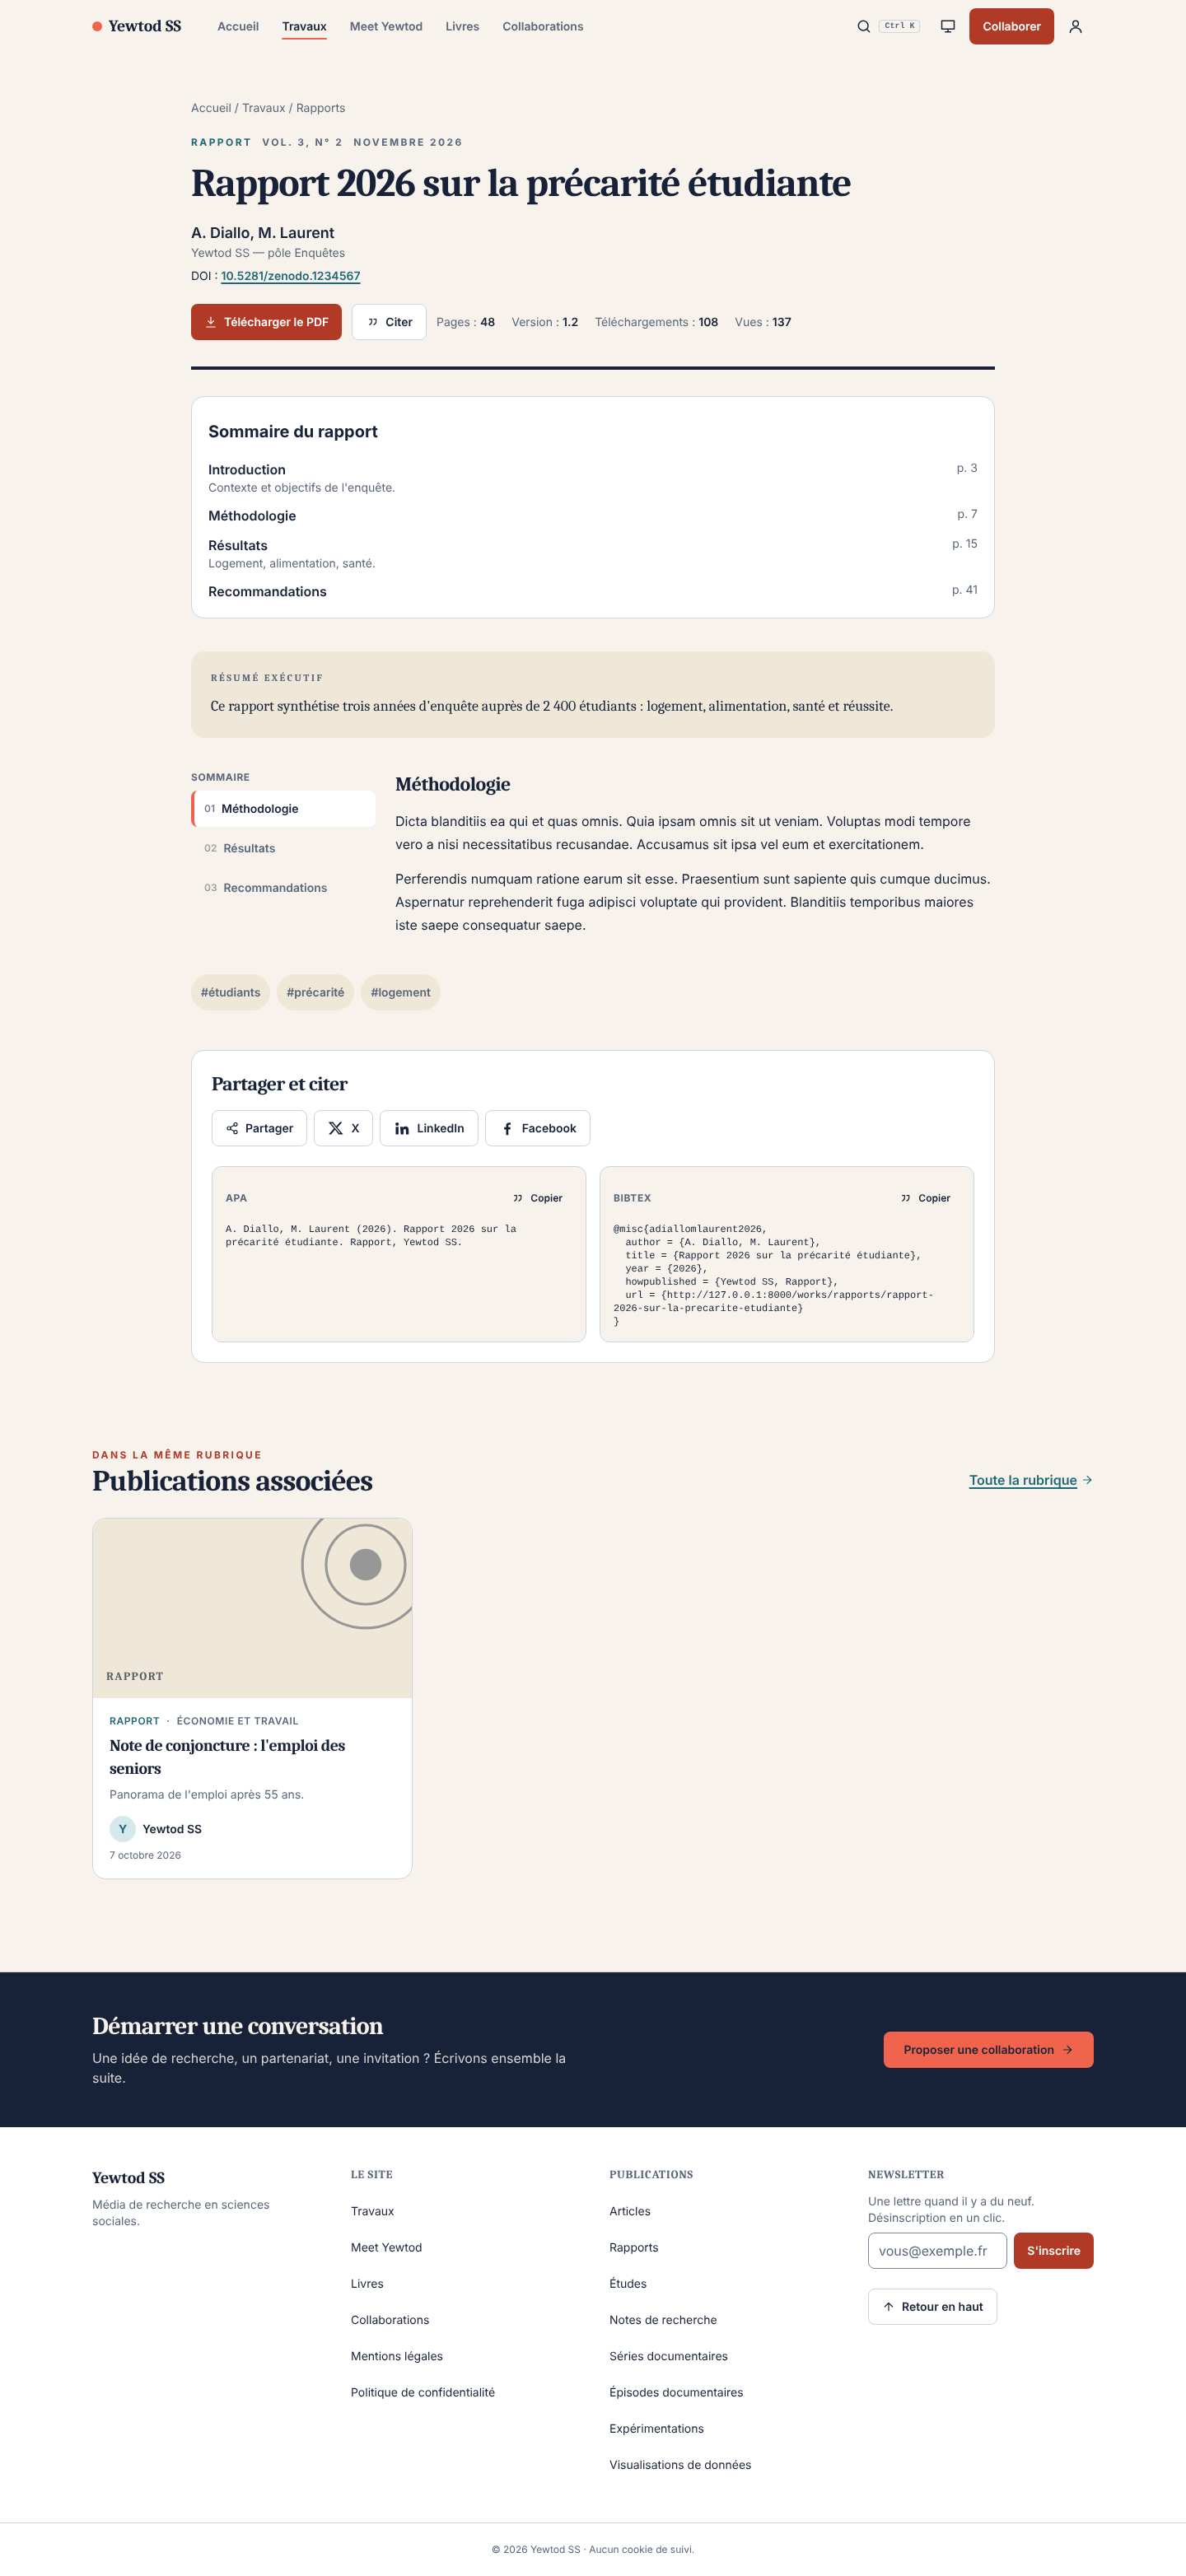 Yewtod SS
Accueil
Travaux
Meet Yewtod
Livres
Collaborations
Ctrl K
Collaborer
Accueil / Travaux / Rapports
RAPPORT VOL. 3, N° 2 NOVEMBRE 2026
Rapport 2026 sur la précarité étudiante
A. Diallo, M. Laurent
Yewtod SS — pôle Enquêtes
DOI : 10.5281/zenodo.1234567
Télécharger le PDF
Citer
Pages : 48
Version : 1.2
Téléchargements : 108
Vues : 137
Sommaire du rapport
Introduction
p. 3
Contexte et objectifs de l'enquête.
Méthodologie
p. 7
Résultats
p. 15
Logement, alimentation, santé.
Recommandations
p. 41
RÉSUMÉ EXÉCUTIF
Ce rapport synthétise trois années d'enquête auprès de 2 400 étudiants : logement, alimentation, santé et réussite.
SOMMAIRE
01 Méthodologie
02 Résultats
03 Recommandations
Méthodologie
Dicta blanditiis ea qui et quas omnis. Quia ipsam omnis sit ut veniam. Voluptas modi tempore
vero a nisi necessitatibus recusandae. Accusamus sit ipsa vel eum et exercitationem.
Perferendis numquam ratione earum sit esse. Praesentium sunt sapiente quis cumque ducimus.
Aspernatur reprehenderit fuga adipisci voluptate qui provident. Blanditiis temporibus maiores
iste saepe consequatur saepe.
#étudiants
#précarité
#logement
Partager et citer
Partager
X
LinkedIn
Facebook
APA
Copier
A. Diallo, M. Laurent (2026). Rapport 2026 sur la
précarité étudiante. Rapport, Yewtod SS.
BIBTEX
Copier
@misc{adiallomlaurent2026,
author = {A. Diallo, M. Laurent},
title = {Rapport 2026 sur la précarité étudiante},
year = {2026},
howpublished = {Yewtod SS, Rapport},
url = {http://127.0.0.1:8000/works/rapports/rapport-
2026-sur-la-precarite-etudiante}
}
DANS LA MÊME RUBRIQUE
Publications associées
Toute la rubrique
RAPPORT
RAPPORT · ÉCONOMIE ET TRAVAIL
Note de conjoncture : l'emploi des
seniors
Panorama de l'emploi après 55 ans.
Y
Yewtod SS
7 octobre 2026
Démarrer une conversation
Une idée de recherche, un partenariat, une invitation ? Écrivons ensemble la
suite.
Proposer une collaboration
Yewtod SS
Média de recherche en sciences
sociales.
LE SITE
Travaux
Meet Yewtod
Livres
Collaborations
Mentions légales
Politique de confidentialité
PUBLICATIONS
Articles
Rapports
Études
Notes de recherche
Séries documentaires
Épisodes documentaires
Expérimentations
Visualisations de données
NEWSLETTER
Une lettre quand il y a du neuf.
Désinscription en un clic.
vous@exemple.fr
S'inscrire
Retour en haut
© 2026 Yewtod SS · Aucun cookie de suivi.